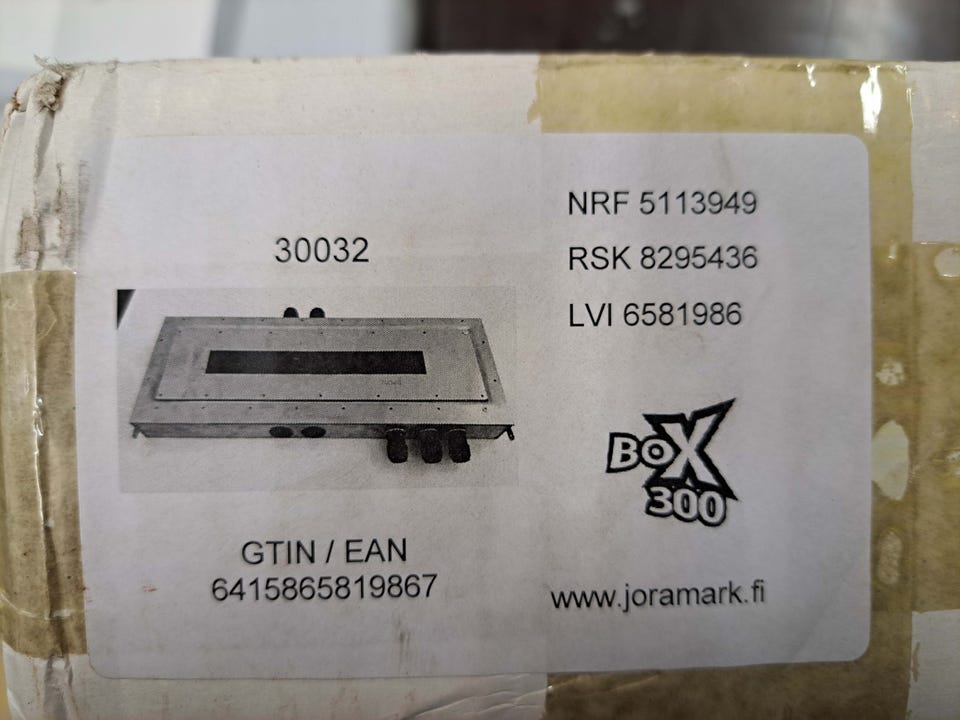 30032
GTIN / EAN
6415865819867
NRF 5113949
RSK 8295436
LVI 6581986
BoX
300
www.joramark.fi